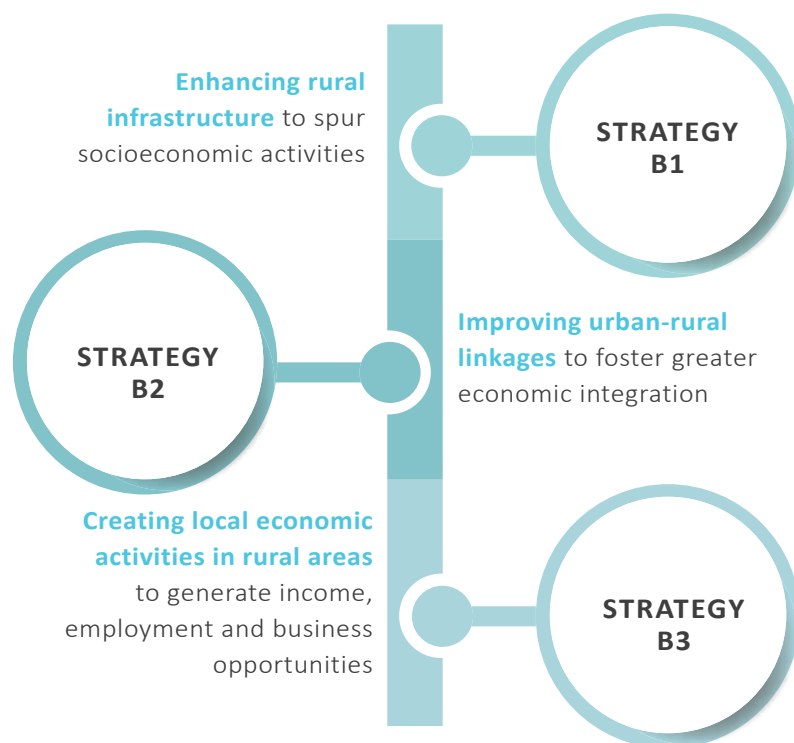 Enhancing rural
infrastructure to spur
socioeconomic activities
STRATEGY
B1
STRATEGY
B2
Improving urban-rural
linkages to foster greater
economic integration
Creating local economic
activities in rural areas
to generate income,
employment and business
opportunities
STRATEGY
B3